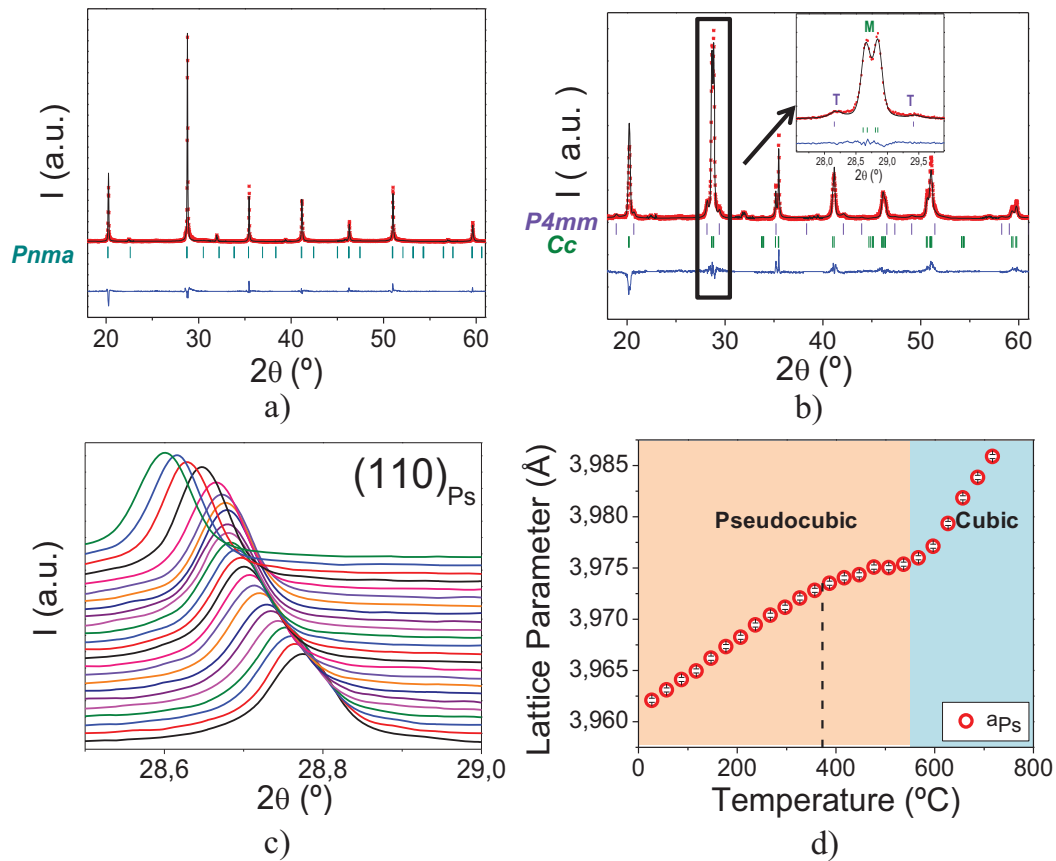 I (a.u.)
Pnma
20 30 40 50 60
2θ (º)
a)
I ( a.u. )
P4mm
Cc
M
T T
28,0 28,5 29,0 29,5
2θ (º)
20 30 40 50 60
2θ (º)
b)
(110)Ps
I (a.u.)
28,6 28,8 29,0
2θ (º)
c)
Lattice Parameter (Å)
3,985
3,980
3,975
3,970
3,965
3,960
Pseudocubic Cubic
aPs
0 200 400 600 800
Temperature (ºC)
d)